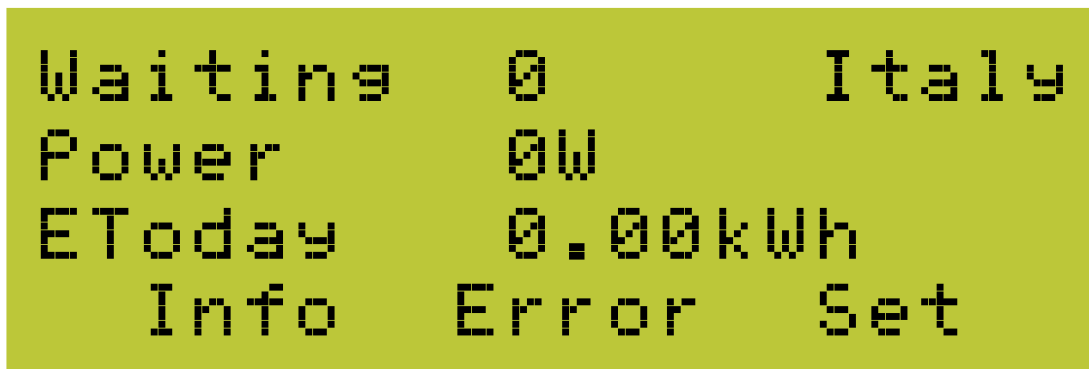 Waiting 0 Italy
Power 0W
EToday 0.00kWh
Info Error Set